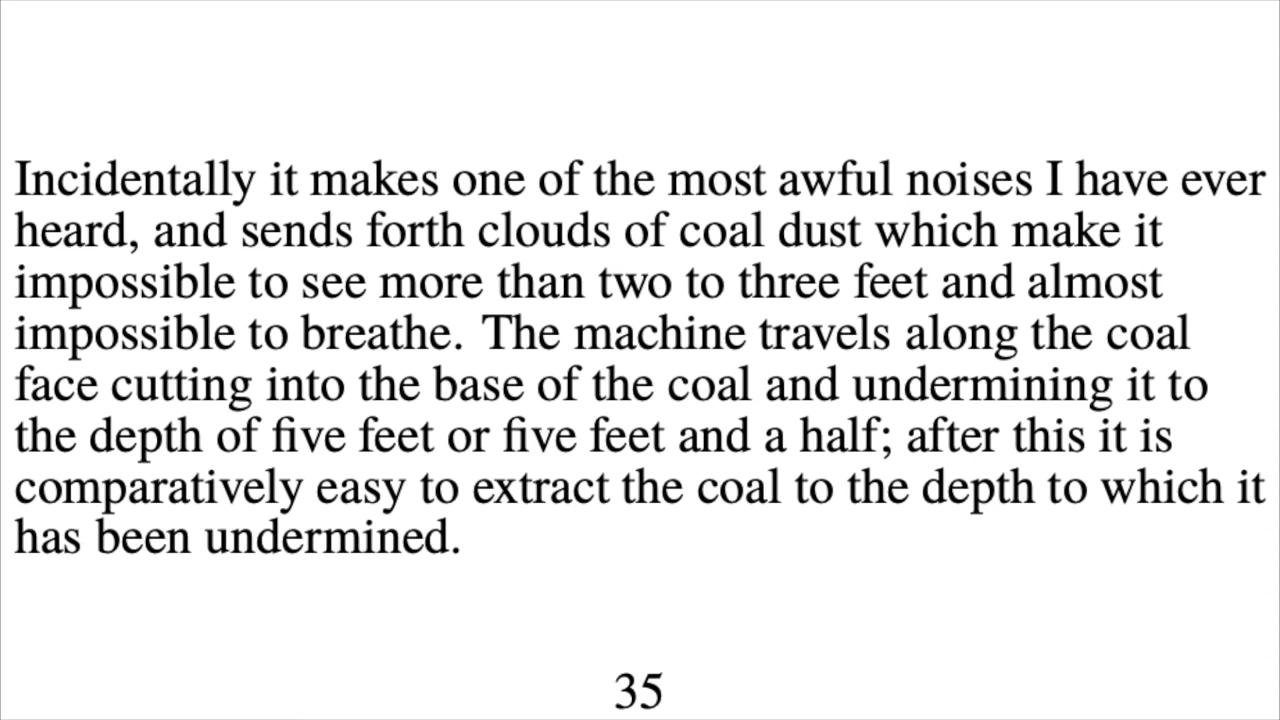 Incidentally it makes one of the most awful noises I have ever
heard, and sends forth clouds of coal dust which make it
impossible to see more than two to three feet and almost
impossible to breathe. The machine travels along the coal
face cutting into the base of the coal and undermining it to
the depth of five feet or five feet and a half; after this it is
comparatively easy to extract the coal to the depth to which it
has been undermined.
35